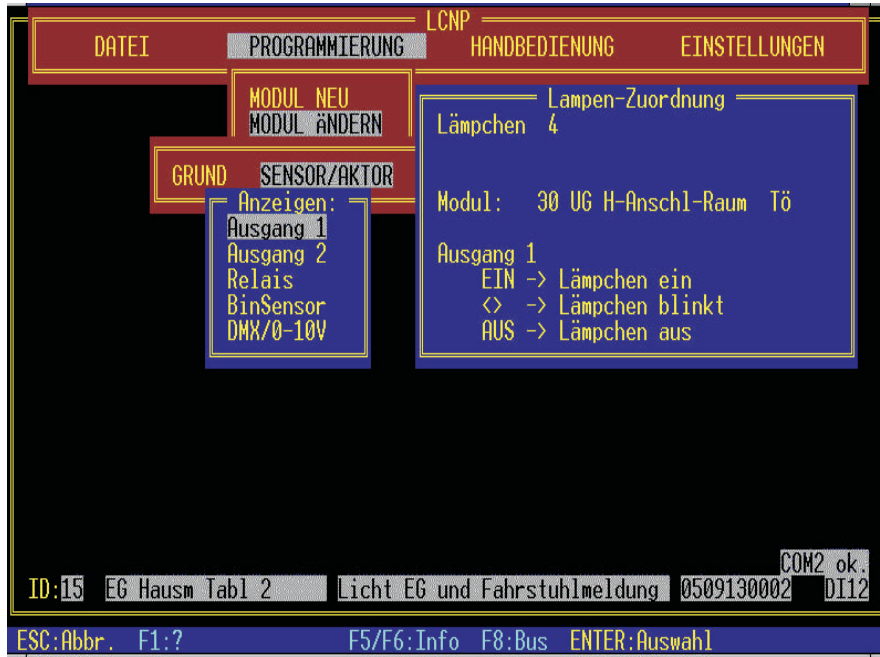 LCNP
DATEI PROGRAMMIERUNG HANDBEDIENUNG EINSTELLUNGEN
MODUL NEU
MODUL ÄNDERN
GRUND SENSOR/AKTOR
Anzeigen:
Ausgang 1
Ausgang 2
Relais
BinSensor
DMX/0-10V
Lampen-Zuordnung
Lämpchen 4
Modul: 30 UG H-Anschl-Raum Tö
Ausgang 1
EIN -> Lämpchen ein
<> -> Lämpchen blinkt
AUS -> Lämpchen aus
COM2 ok.
ID:15 EG Hausm Tabl 2 Licht EG und Fahrstuhlmeldung 0509130002 DI12
ESC:Abbr. F1:? F5/F6:Info F8:Bus ENTER:Auswahl